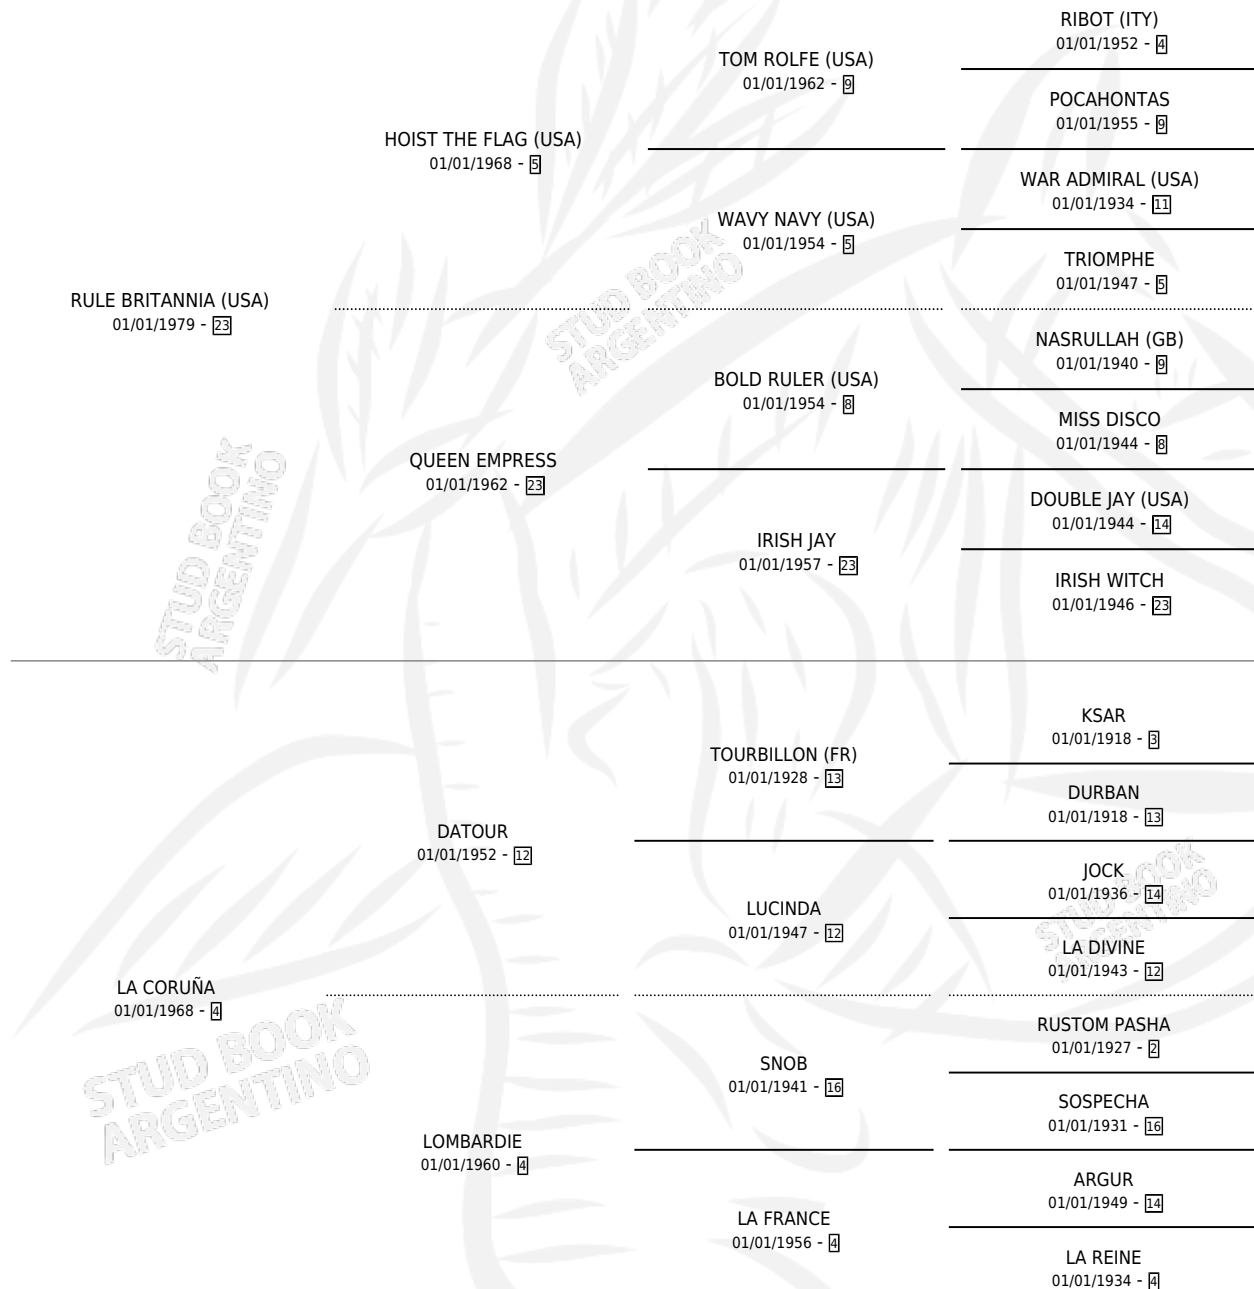 RIBOT (ITY)
01/01/1952 - 4
TOM ROLFE (USA)
01/01/1962 - 9
POCAHONTAS
01/01/1955 - 9
HOIST THE FLAG (USA)
01/01/1968 - 5
WAR ADMIRAL (USA)
01/01/1934 - 11
WAVY NAVY (USA)
01/01/1954 - 5
TRIOMPHE
01/01/1947 - 5
RULE BRITANNIA (USA)
01/01/1979 - 23
NASRULLAH (GB)
01/01/1940 - 9
BOLD RULER (USA)
01/01/1954 - 8
MISS DISCO
01/01/1944 - 8
QUEEN EMPRESS
01/01/1962 - 23
DOUBLE JAY (USA)
01/01/1944 - 14
IRISH JAY
01/01/1957 - 23
IRISH WITCH
01/01/1946 - 23
KSAR
01/01/1918 - 3
TOURBILLON (FR)
01/01/1928 - 13
DURBAN
01/01/1918 - 13
DATOUR
01/01/1952 - 12
JOCK
01/01/1936 - 14
LUCINDA
01/01/1947 - 12
LA DIVINE
01/01/1943 - 12
LA CORUÑA
01/01/1968 - 4
RUSTOM PASHA
01/01/1927 - 2
SNOB
01/01/1941 - 16
SOSPECHA
01/01/1931 - 16
LOMBARDIE
01/01/1960 - 4
ARGUR
01/01/1949 - 14
LA FRANCE
01/01/1956 - 4
LA REINE
01/01/1934 - 4
STUD BOOK
ARGENTINO
STUD BOOK
ARGENTINO
STUD BOOK
ARGENTINO
STUD BOOK
ARGENTINO